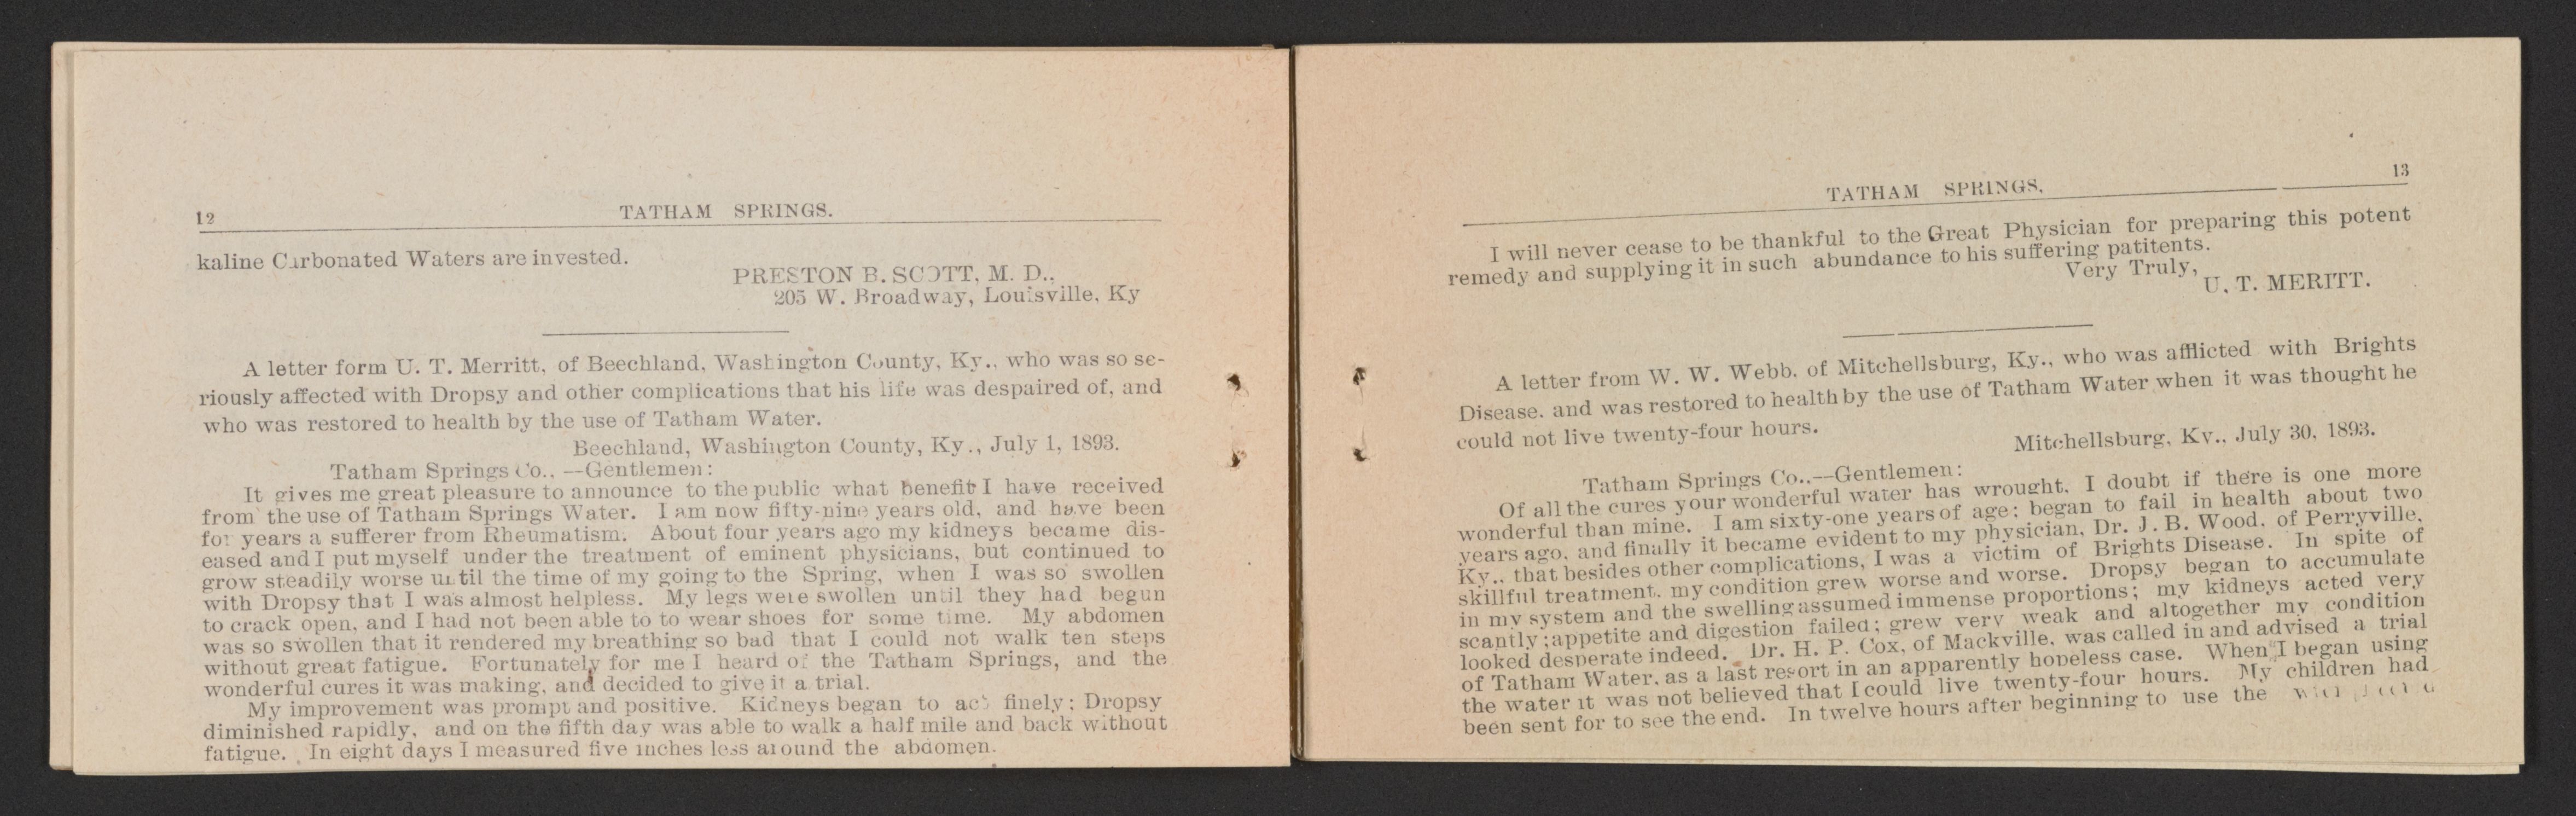 12
TATHAM SPRINGS.
kaline Carbonated Waters are invested.
PRESTON B. SCOTT, M. D.,
205 W. Broadway, Louisville, Ky
A letter form U. T. Merritt, of Beechland, Washington County, Ky., who was so se-
riously affected with Dropsy and other complications that his life was despaired of, and
who was restored to health by the use of Tatham Water.
Beechland, Washington County, Ky., July 1, 1893.
Tatham Springs Co., —Gentlemen:
It gives me great pleasure to announce to the public what benefit I have received
from the use of Tatham Springs Water. I am now fifty-nine years old, and have been
for years a sufferer from Rheumatism. About four years ago my kidneys became dis-
eased and I put myself under the treatment of eminent physicians, but continued to
grow steadily worse until the time of my going to the Spring, when I was so swollen
with Dropsy that I was almost helpless. My legs were swollen until they had begun
to crack open, and I had not been able to to wear shoes for some time. My abdomen
was so swollen that it rendered my breathing so bad that I could not walk ten steps
without great fatigue. Fortunately for me I heard of the Tatham Springs, and the
wonderful cures it was making, and decided to give it a trial.
My improvement was prompt and positive. Kidneys began to act finely; Dropsy
diminished rapidly, and on the fifth day was able to walk a half mile and back without
fatigue. In eight days I measured five inches less around the abdomen.
TATHAM SPRINGS.
13
I will never cease to be thankful to the Great Physician for preparing this potent
remedy and supplying it in such abundance to his suffering patitents.
Very Truly,
U. T. MERITT.
A letter from W. W. Webb, of Mitchellsburg, Ky., who was afflicted with Brights
Disease. and was restored to health by the use of Tatham Water when it was thought he
could not live twenty-four hours.
Mitchellsburg, Ky., July 30, 1893.
Tatham Springs Co.,—Gentlemen:
Of all the cures your wonderful water has wrought, I doubt if there is one more
wonderful than mine. I am sixty-one years of age; began to fail in health about two
years ago, and finally it became evident to my physician, Dr. J. B. Wood, of Perryville,
Ky., that besides other complications, I was a victim of Brights Disease. In spite of
skillful treatment, my condition grew worse and worse. Dropsy began to accumulate
in my system and the swelling assumed immense proportions; my kidneys acted very
scantly; appetite and digestion failed; grew very weak and altogether my condition
looked desperate indeed. Dr. H. P. Cox, of Mackville, was called in and advised a trial
of Tatham Water, as a last resort in an apparently hopeless case. When I began using
the water it was not believed that I could live twenty-four hours. My children had
been sent for to see the end. In twelve hours after beginning to use the